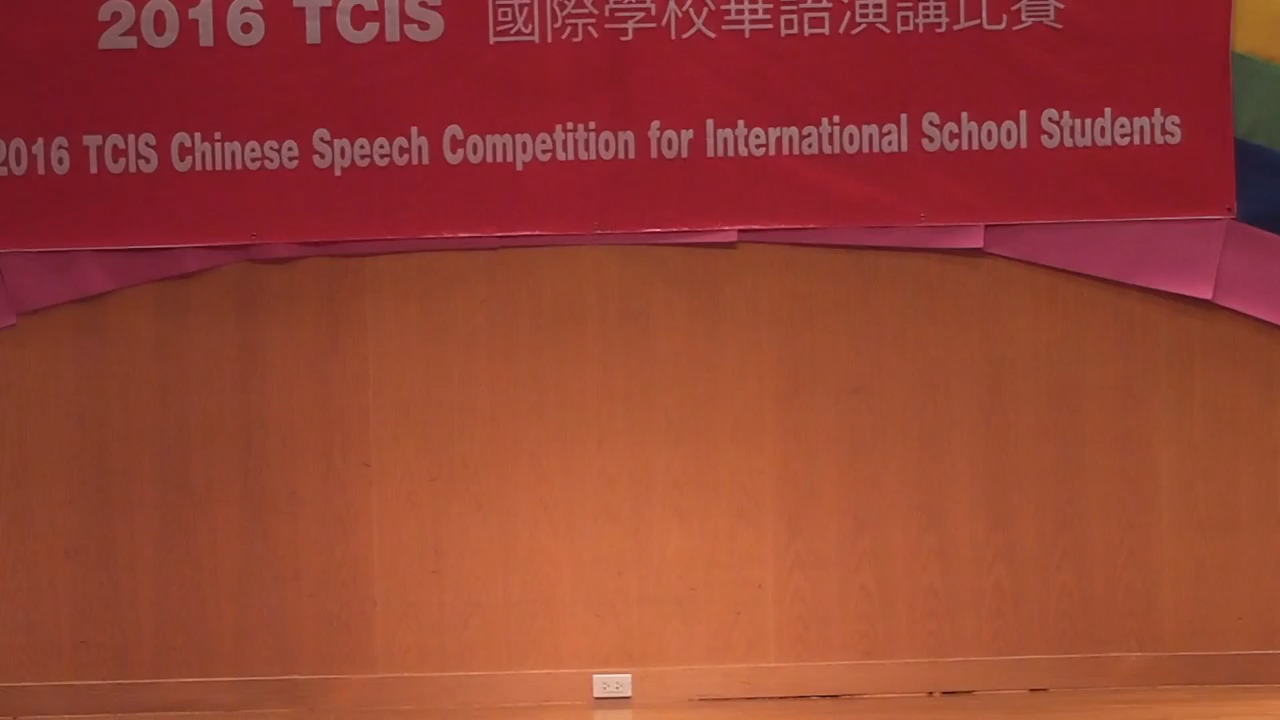 2016 TCIS 國際學校華語演講比賽
2016 TCIS Chinese Speech Competition for International School Students